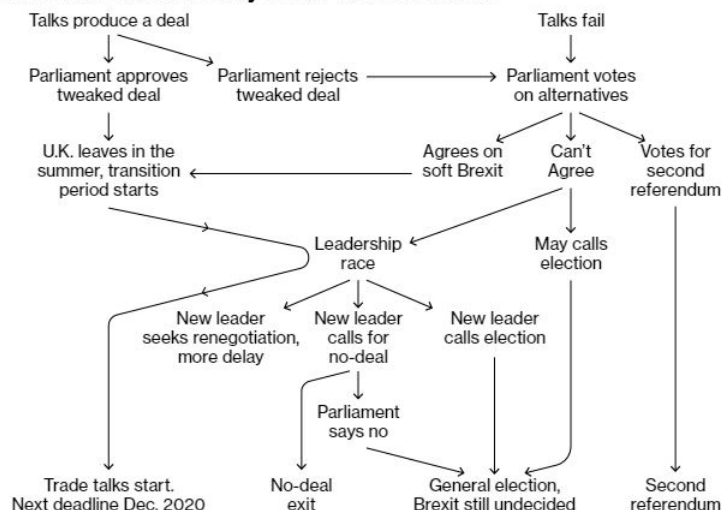 Talks produce a deal
Talks fail
Parliament approves
tweaked deal
Parliament rejects
tweaked deal
Parliament votes
on alternatives
U.K. leaves in the
summer, transition
period starts
Agrees on
soft Brexit
Can't
Agree
Votes for
second
referendum
Leadership
race
May calls
election
New leader
seeks renegotiation,
more delay
New leader
calls for
no-deal
New leader
calls election
Parliament
says no
Trade talks start.
Next deadline Dec. 2020
No-deal
exit
General election,
Brexit still undecided
Second
referendum